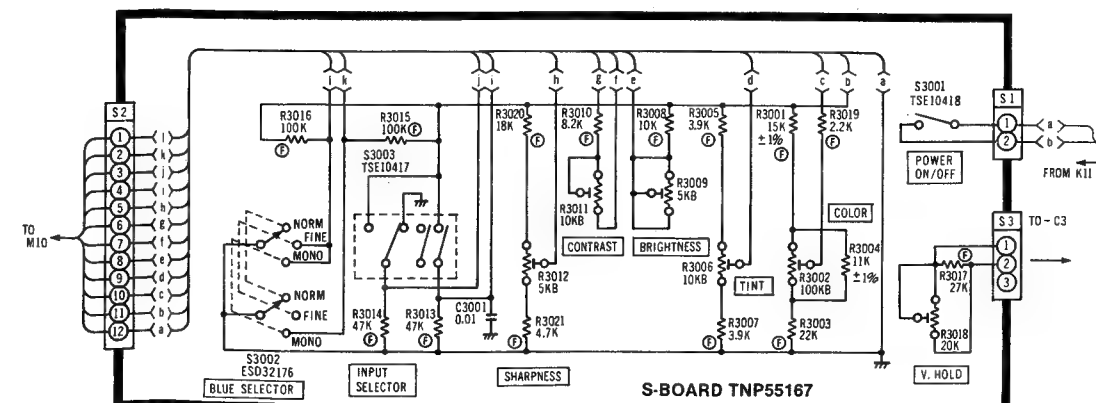 S2
1
2
3
4
5
6
7
8
9
10
11
12
l
k
j
i
h
g
f
e
d
c
b
a
TO
M10
l k j i h g f e d c b a
R3016
100K
F
R3015
100K F
S3003
TSE10417
NORM
FINE
MONO
NORM
FINE
MONO
S3002
ESD32176
BLUE SELECTOR
R3014
47K
F
R3013
47K
F
C3001
0.01
INPUT
SELECTOR
R3020
18K
F
R3012
5KB
R3021
4.7K
F
SHARPNESS
R3010
8.2K
F
R3011
10KB
CONTRAST
R3008
10K
F
R3009
5KB
BRIGHTNESS
R3005
3.9K
F
R3006
10KB
TINT
R3007
3.9K
F
R3001
15K
±1%
F
R3019
2.2K
F
COLOR
R3002
100KB
R3004
11K
±1%
R3003
22K
F
S-BOARD TNP55167
S3001
TSE10418
POWER
ON/OFF
S1
1
2
a
b
FROM K11
S3
TO-C3
1
2
3
F
R3017
27K
R3018
20K
V. HOLD